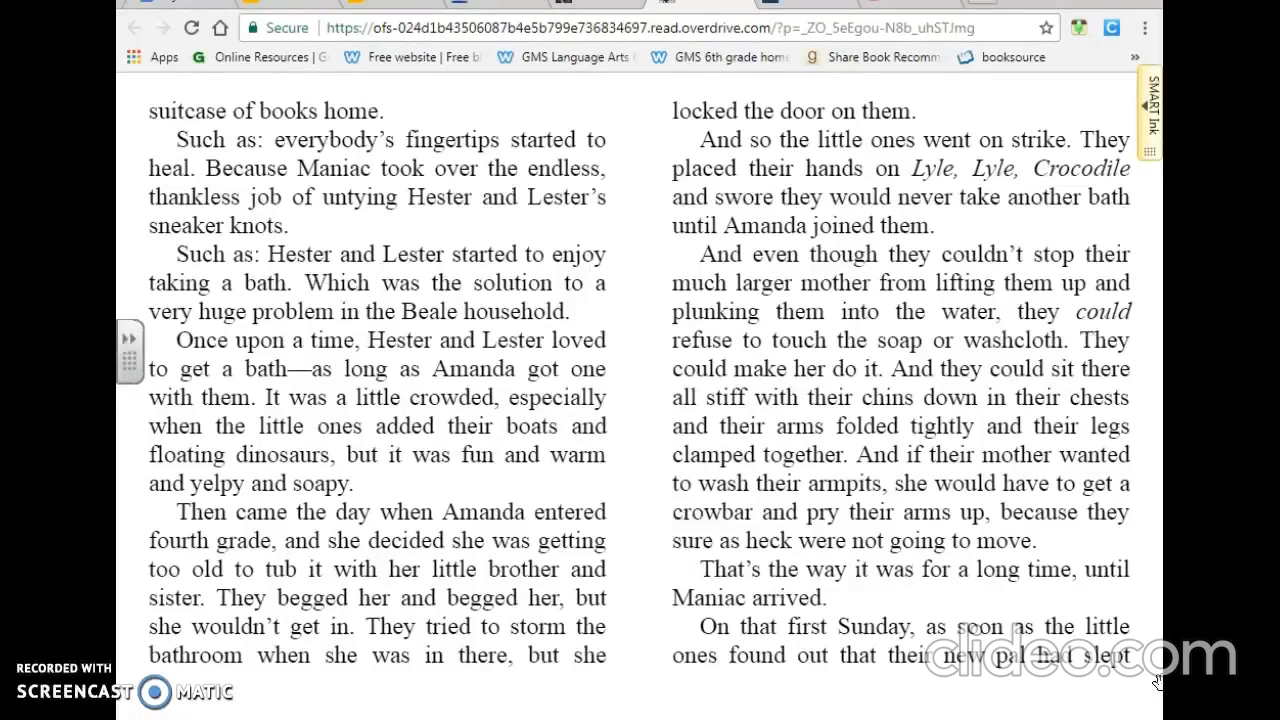 Secure
https://ofs-024d1b43506087b4e5b799e736834697.read.overdrive.com/?p=_ZO_5eEgou-N8b_uhSTJmg
Apps
Online Resources | G
Free website | Free b
GMS Language Arts
GMS 6th grade home
Share Book Recomm
booksource
»
suitcase of books home.
Such as: everybody’s fingertips started to
heal. Because Maniac took over the endless,
thankless job of untying Hester and Lester’s
sneaker knots.
Such as: Hester and Lester started to enjoy
taking a bath. Which was the solution to a
very huge problem in the Beale household.
Once upon a time, Hester and Lester loved
to get a bath—as long as Amanda got one
with them. It was a little crowded, especially
when the little ones added their boats and
floating dinosaurs, but it was fun and warm
and yelpy and soapy.
Then came the day when Amanda entered
fourth grade, and she decided she was getting
too old to tub it with her little brother and
sister. They begged her and begged her, but
she wouldn’t get in. They tried to storm the
bathroom when she was in there, but she
locked the door on them.
And so the little ones went on strike. They
placed their hands on Lyle, Lyle, Crocodile
and swore they would never take another bath
until Amanda joined them.
And even though they couldn’t stop their
much larger mother from lifting them up and
plunking them into the water, they could
refuse to touch the soap or washcloth. They
could make her do it. And they could sit there
all stiff with their chins down in their chests
and their arms folded tightly and their legs
clamped together. And if their mother wanted
to wash their armpits, she would have to get a
crowbar and pry their arms up, because they
sure as heck were not going to move.
That’s the way it was for a long time, until
Maniac arrived.
On that first Sunday, as soon as the little
ones found out that their new pal had slept
SMART Ink
clideo.com
RECORDED WITH
SCREENCAST MATIC